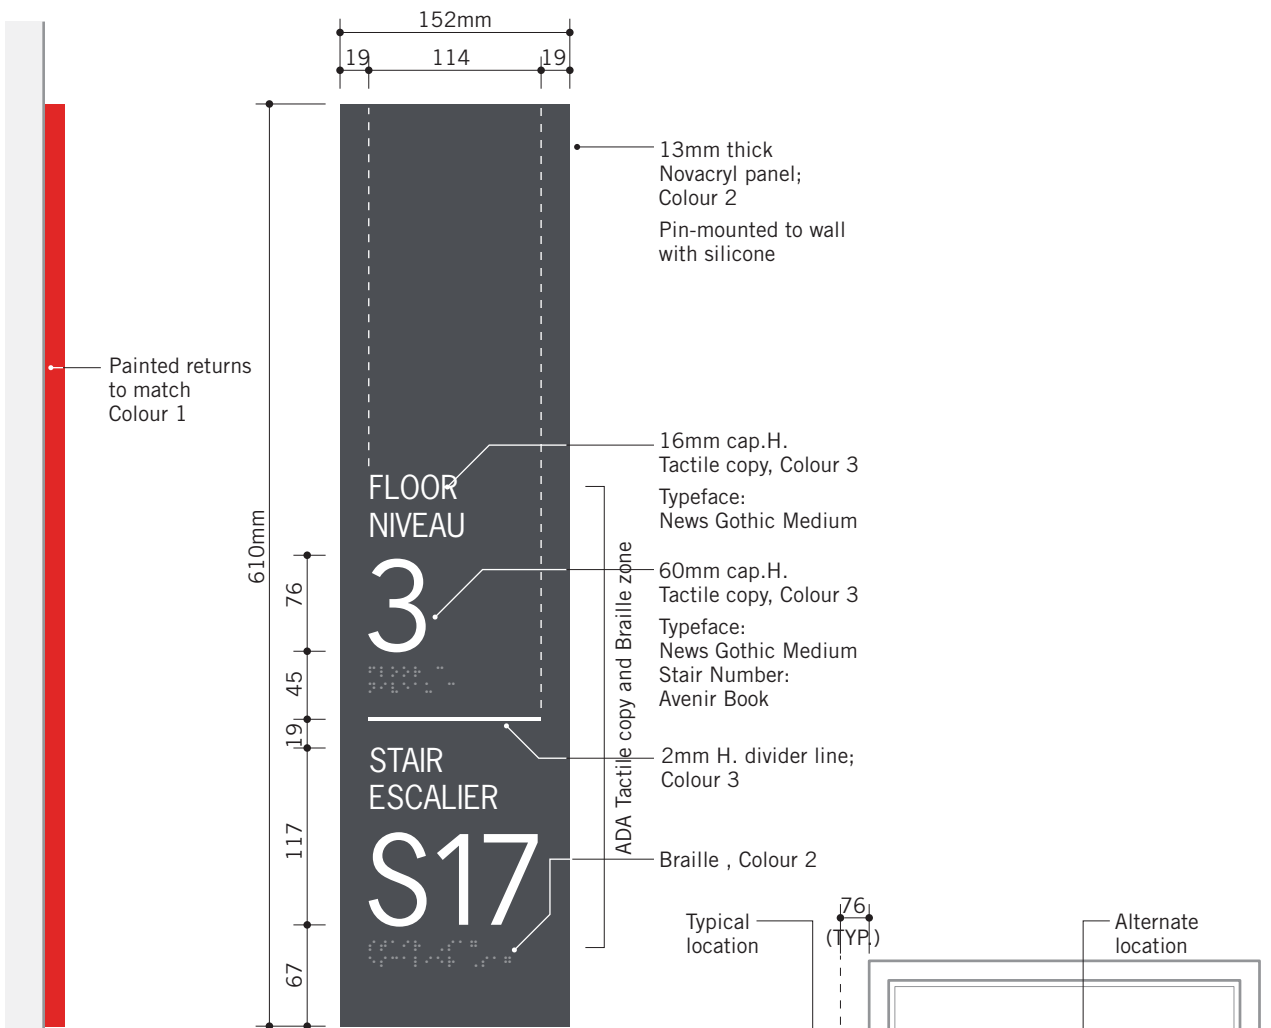 152mm
19 114 19
13mm thick
Novacryl panel;
Colour 2
Pin-mounted to wall
with silicone
Painted returns
to match
Colour 1
16mm cap.H.
Tactile copy, Colour 3
Typeface:
News Gothic Medium
FLOOR
NIVEAU
3
610mm
76
45
19
117
67
60mm cap.H.
Tactile copy, Colour 3
Typeface:
News Gothic Medium
Stair Number:
Avenir Book
ADA Tactile copy and Braille zone
2mm H. divider line;
Colour 3
STAIR
ESCALIER
S17
Braille , Colour 2
Typical
location
76
(TYP.)
Alternate
location